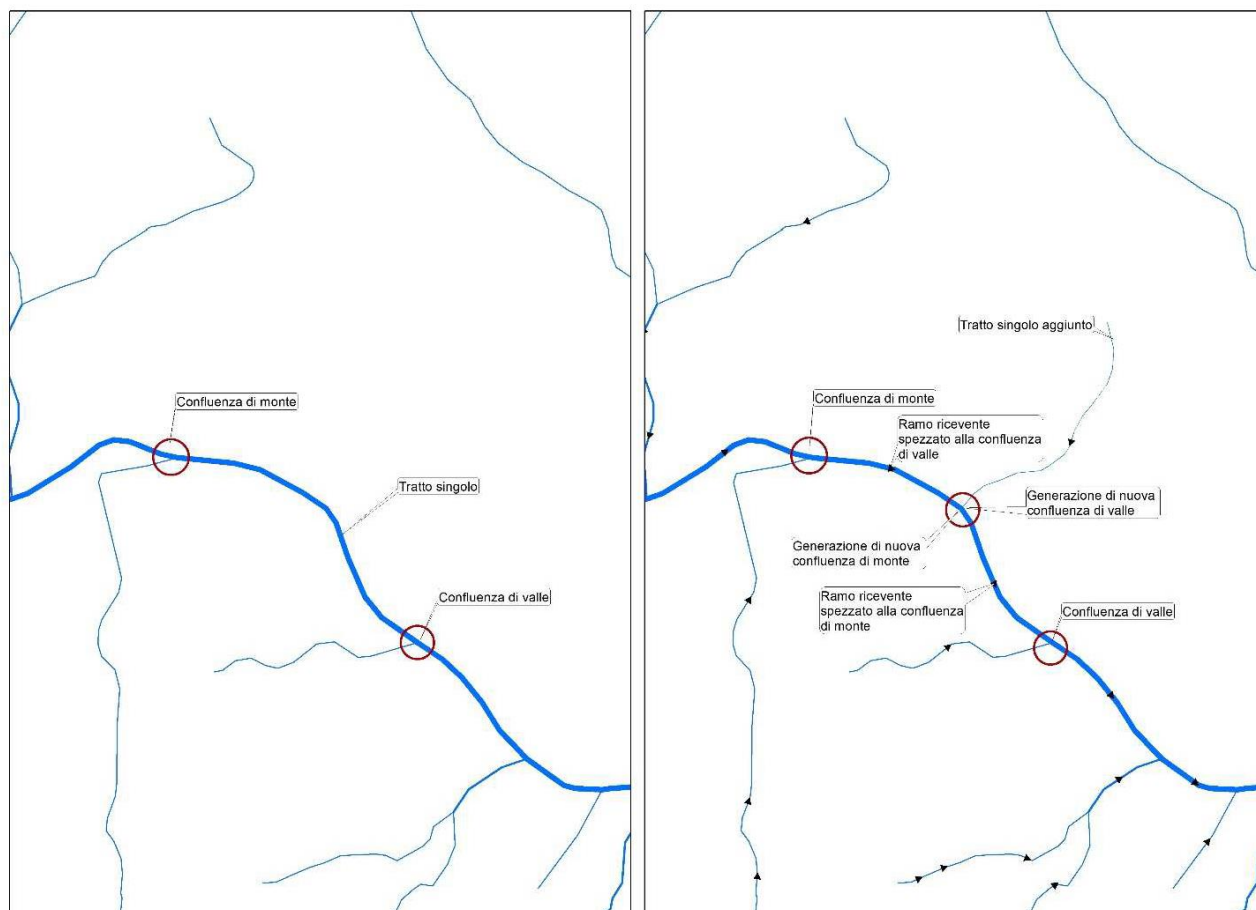 Confluenza di monte
Tratto singolo
Confluenza di valle
Tratto singolo aggiunto
Confluenza di monte
Ramo ricevente
spezzato alla confluenza
di valle
Generazione di nuova
confluenza di valle
Generazione di nuova
confluenza di monte
Ramo ricevente
spezzato alla confluenza
di monte
Confluenza di valle